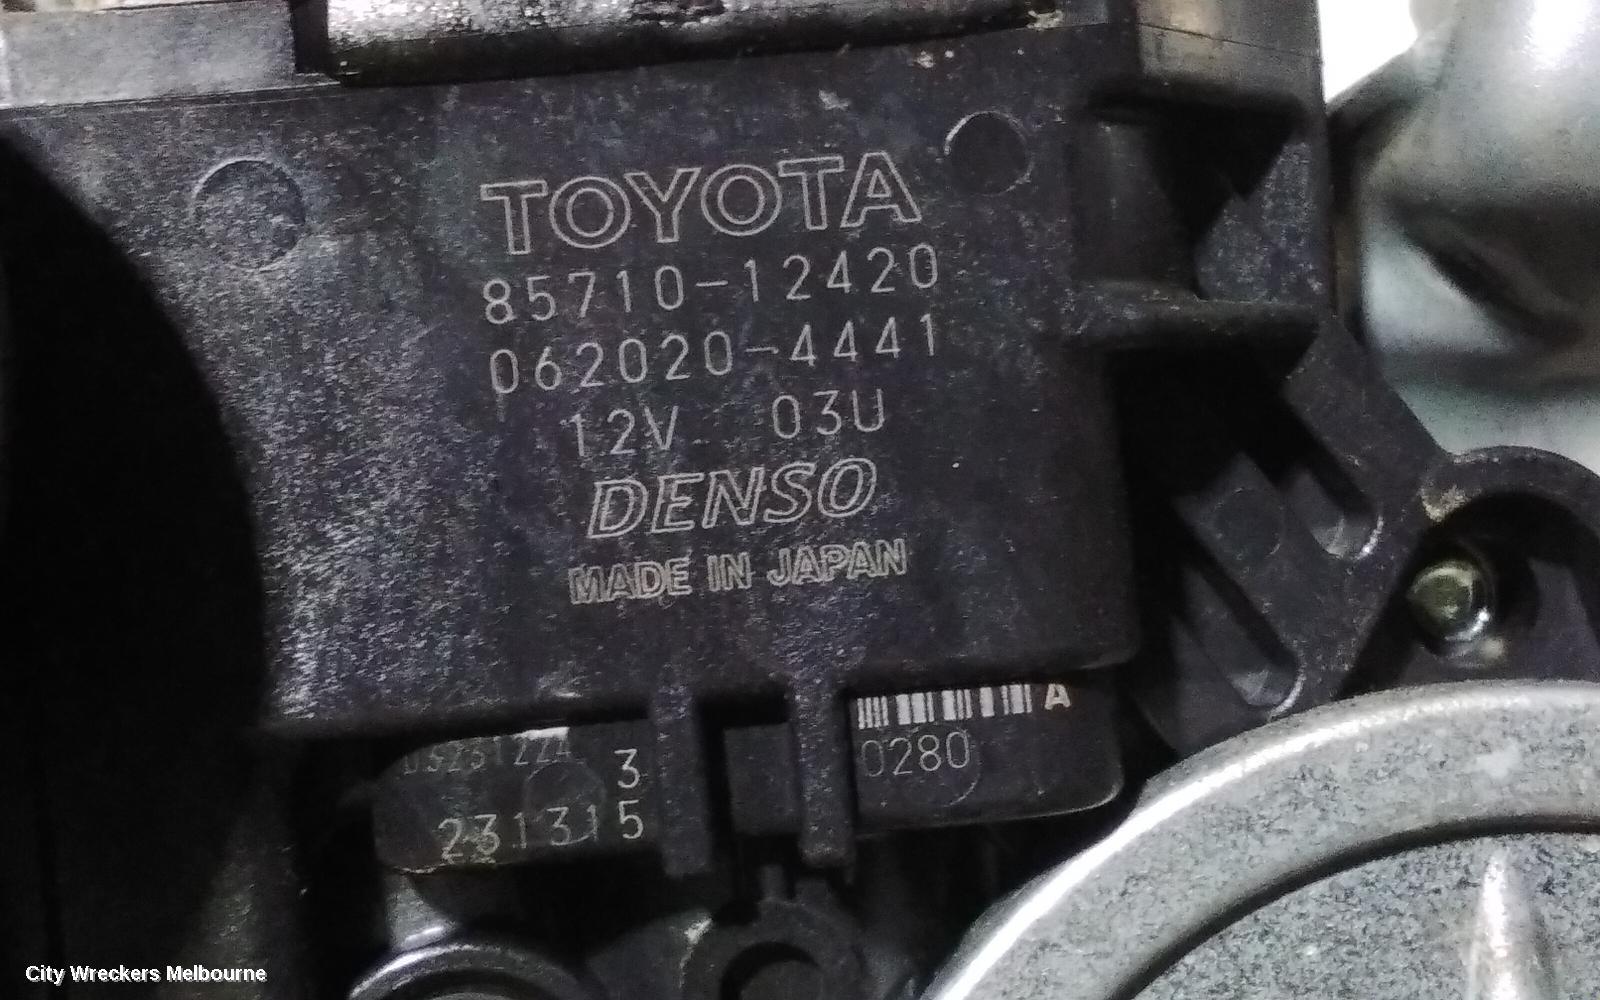 TOYOTA
85710-12420
062020-4441
12V 03U
DENSO
MADE IN JAPAN
A
3
0280
231315
City Wreckers Melbourne